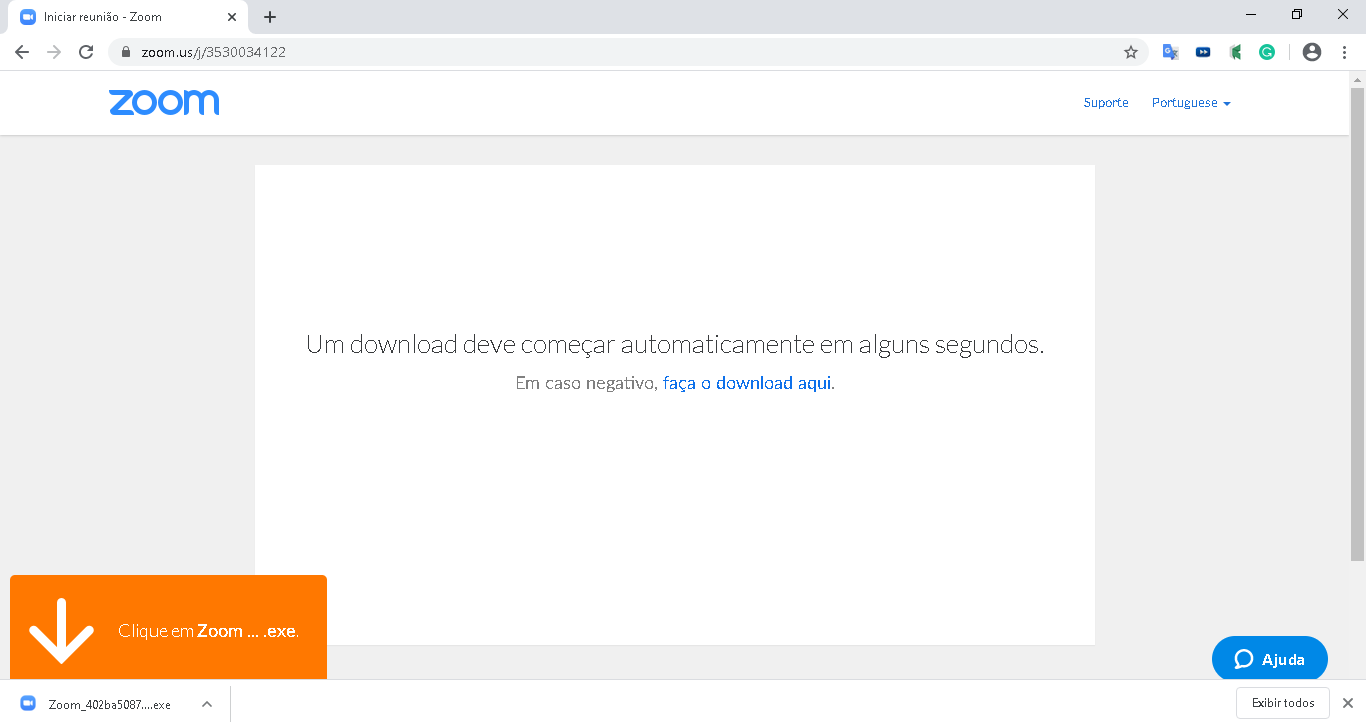 Iniciar reunião - Zoom
zoom.us/j/3530034122
zoom
Suporte
Portuguese
Um download deve começar automaticamente em alguns segundos.
Em caso negativo, faça o download aqui.
Clique em Zoom ... .exe.
Ajuda
Zoom_402ba5087....exe
Exibir todos